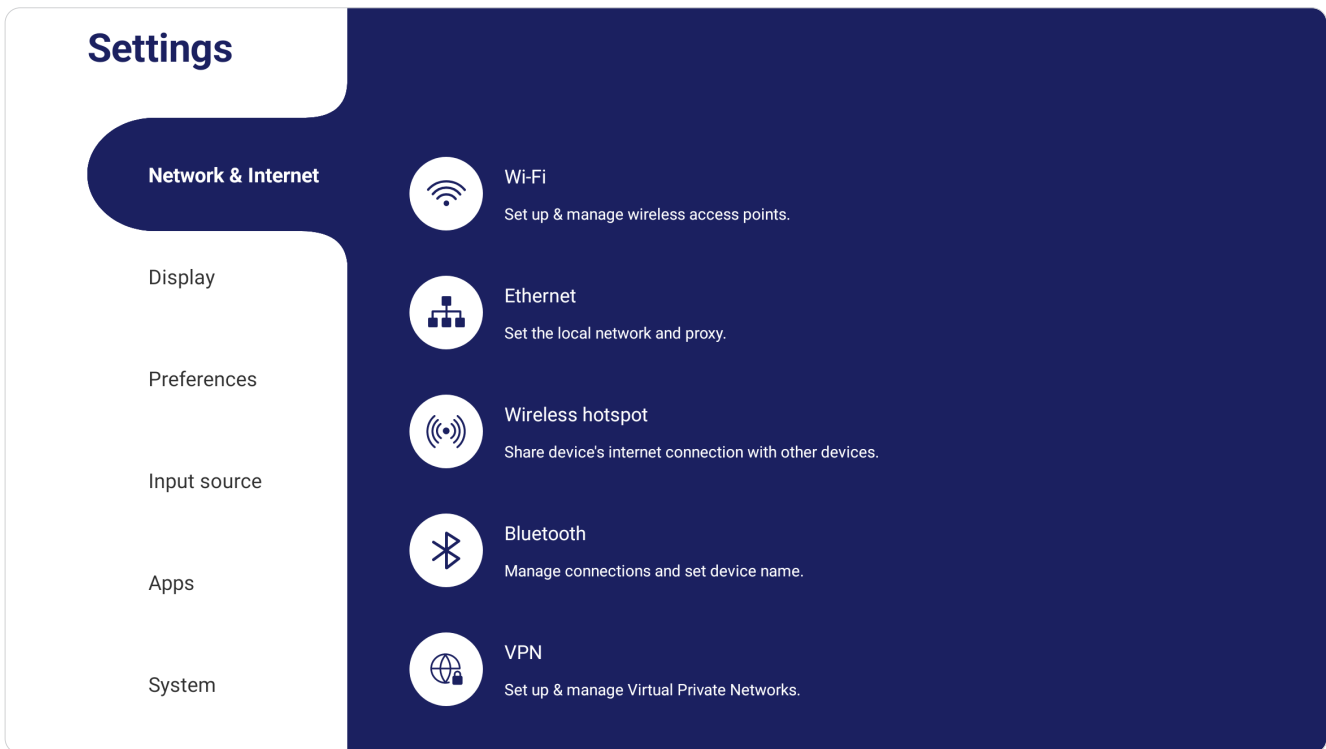 Settings
Network & Internet
Display
Preferences
Input source
Apps
System
Wi-Fi
Set up & manage wireless access points.
Ethernet
Set the local network and proxy.
Wireless hotspot
Share device's internet connection with other devices.
Bluetooth
Manage connections and set device name.
VPN
Set up & manage Virtual Private Networks.